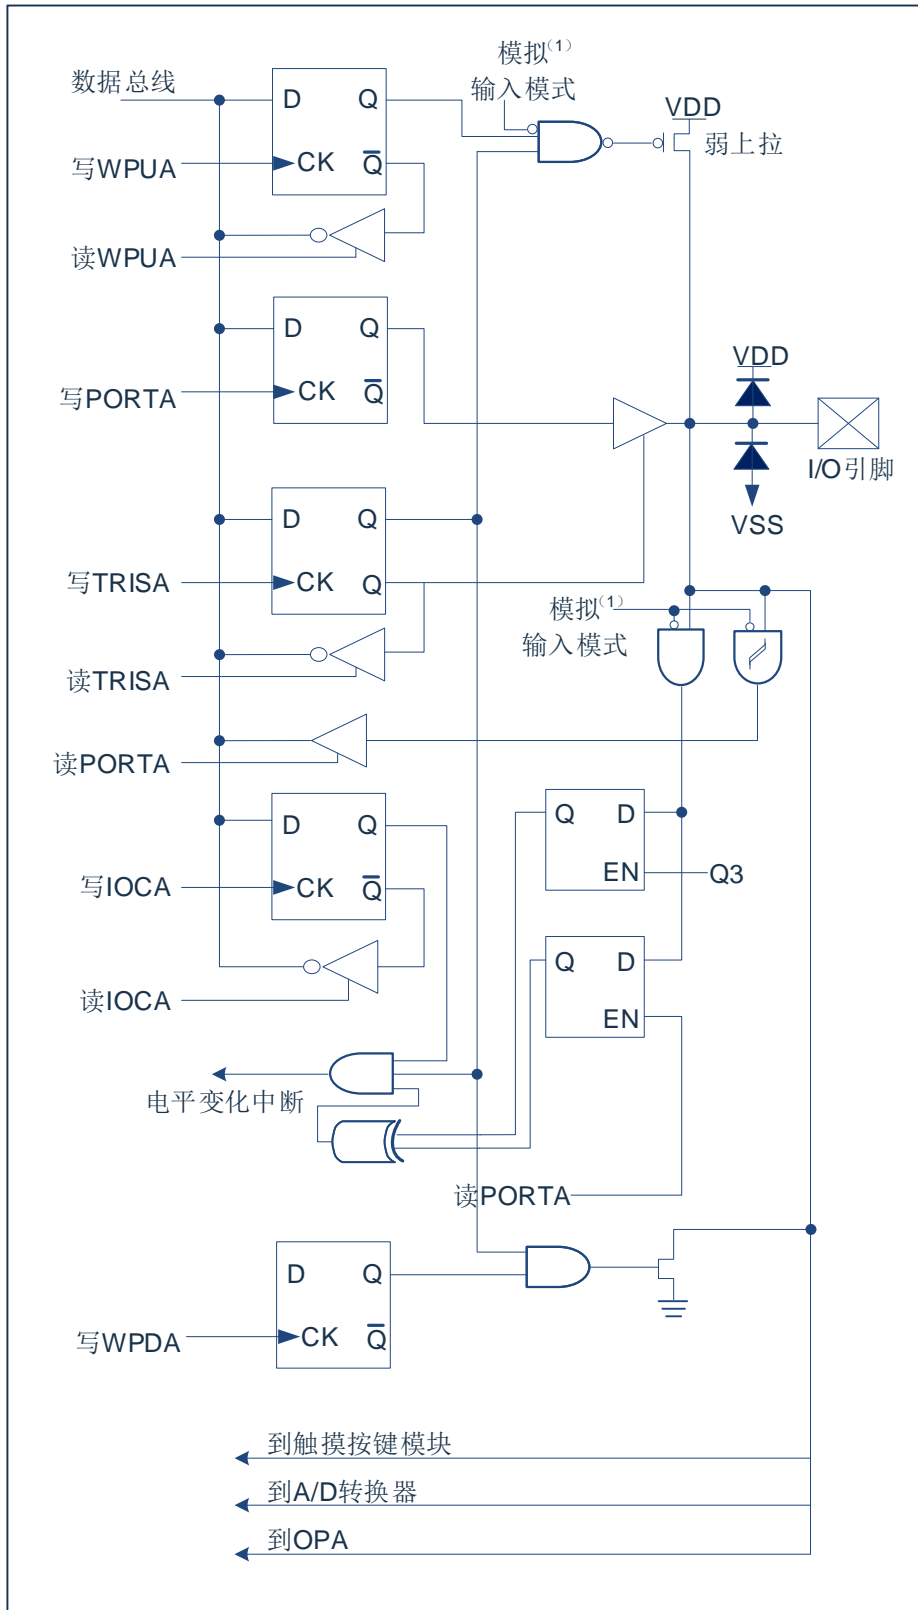 数据总线
D
Q
写WPUA
CK
Q̅
读WPUA
模拟(1)
输入模式
VDD
弱上拉
D
Q
写PORTA
CK
Q̅
VDD
I/O引脚
VSS
D
Q
写TRISA
CK
Q
读TRISA
模拟(1)
输入模式
读PORTA
D
Q
写IOCA
CK
Q̅
读IOCA
Q
D
EN
Q3
Q
D
EN
电平变化中断
读PORTA
D
Q
写WPDA
CK
Q̅
到触摸按键模块
到A/D转换器
到OPA